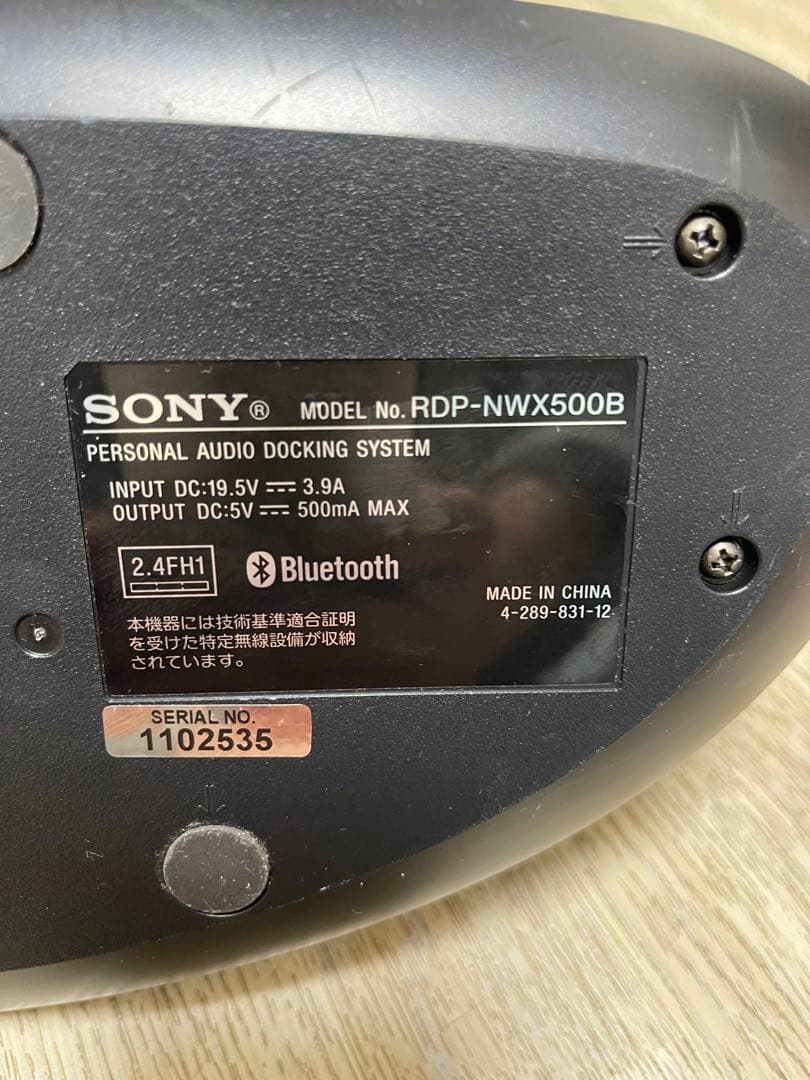 SONY® MODEL No. RDP-NWX500B
PERSONAL AUDIO DOCKING SYSTEM
INPUT DC:19.5V ⎓ 3.9A
OUTPUT DC:5V ⎓ 500mA MAX
2.4FH1
Bluetooth
MADE IN CHINA
4-289-831-12
本機器には技術基準適合証明
を受けた特定無線設備が収納
されています。
SERIAL NO.
1102535